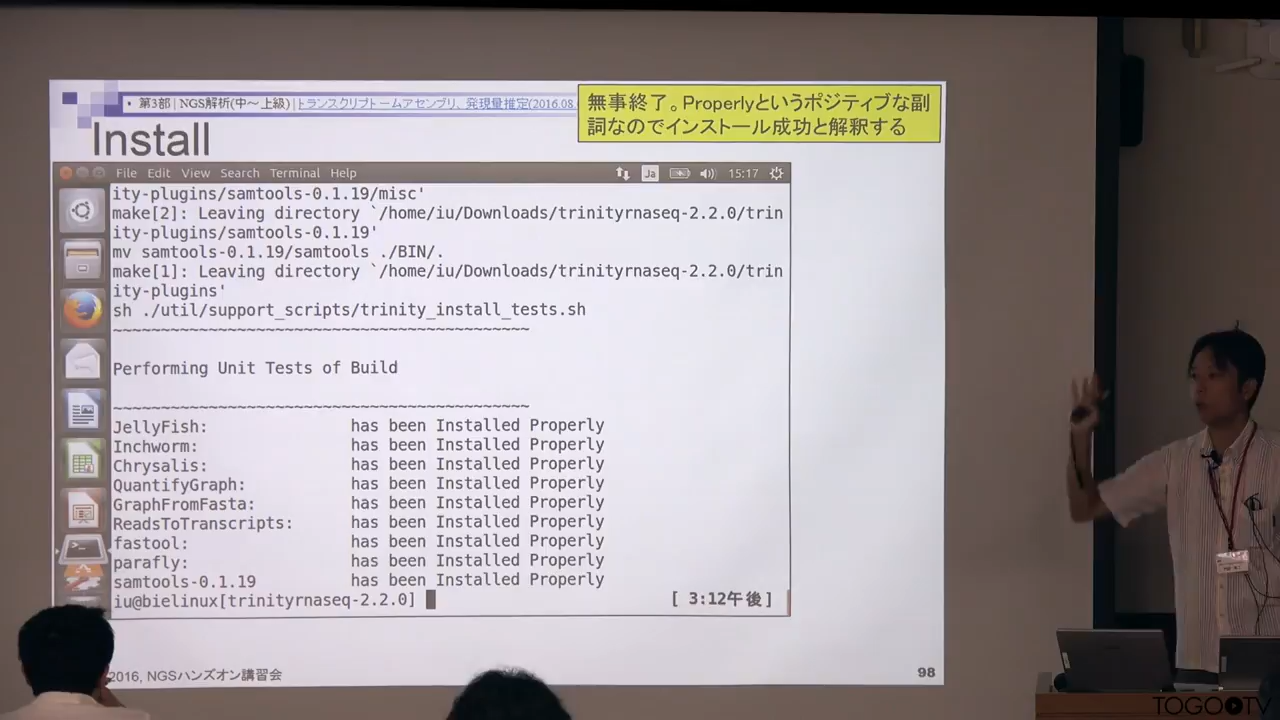 ・ 第3部 | NGS解析(中～上級) | トランスクリプトームアセンブリ、発現量推定(2016.08.
無事終了。Properlyというポジティブな副
詞なのでインストール成功と解釈する
Install
File Edit View Search Terminal Help
Ja 15:17
ity-plugins/samtools-0.1.19/misc'
make[2]: Leaving directory `/home/iu/Downloads/trinityrnaseq-2.2.0/trin
ity-plugins/samtools-0.1.19'
mv samtools-0.1.19/samtools ./BIN/.
make[1]: Leaving directory `/home/iu/Downloads/trinityrnaseq-2.2.0/trin
ity-plugins'
sh ./util/support_scripts/trinity_install_tests.sh
~~~~~~~~~~~~~~~~~~~~~~~~~~~~~~~~~~~~~~~~~~~~
Performing Unit Tests of Build
~~~~~~~~~~~~~~~~~~~~~~~~~~~~~~~~~~~~~~~~~~~~
JellyFish: has been Installed Properly
Inchworm: has been Installed Properly
Chrysalis: has been Installed Properly
QuantifyGraph: has been Installed Properly
GraphFromFasta: has been Installed Properly
ReadsToTranscripts: has been Installed Properly
fastool: has been Installed Properly
parafly: has been Installed Properly
samtools-0.1.19 has been Installed Properly
iu@bielinux[trinityrnaseq-2.2.0] [ 3:12午後]
2016, NGSハンズオン講習会
98
TOGOTV